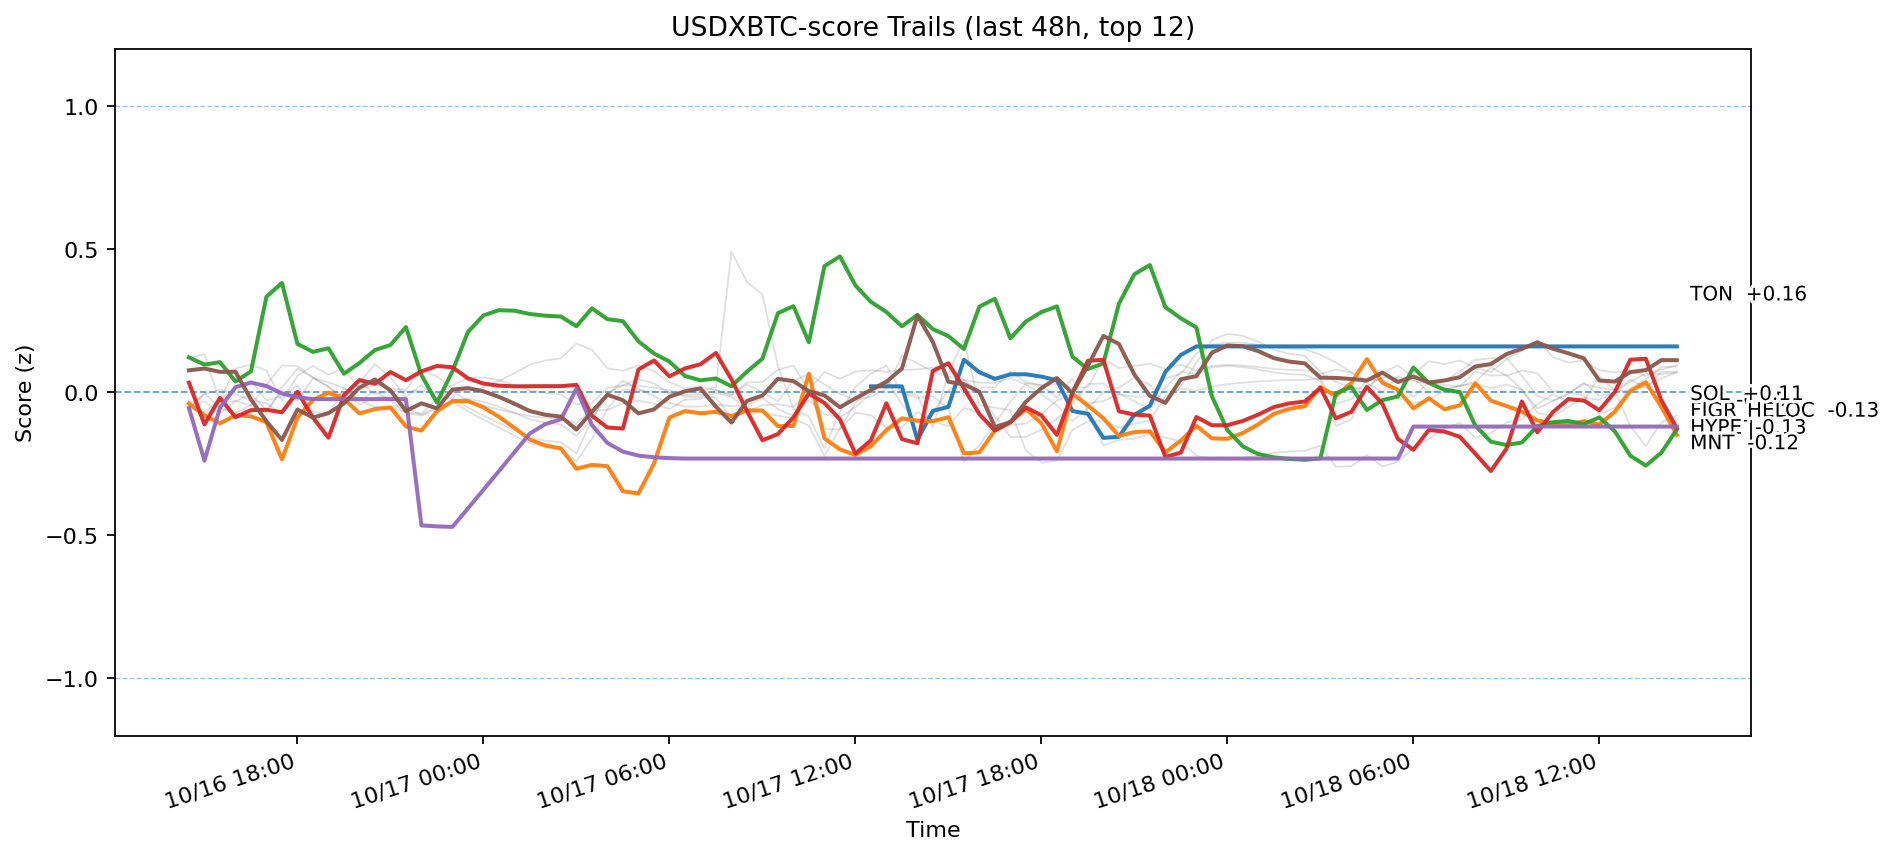 USDXBTC-score Trails (last 48h, top 12)
1.0
0.5
0.0
−0.5
−1.0
Score (z)
TON +0.16
SOL +0.11
FIGR_HELOC -0.13
HYPE -0.13
MNT -0.12
10/16 18:00
10/17 00:00
10/17 06:00
10/17 12:00
10/17 18:00
10/18 00:00
10/18 06:00
10/18 12:00
Time